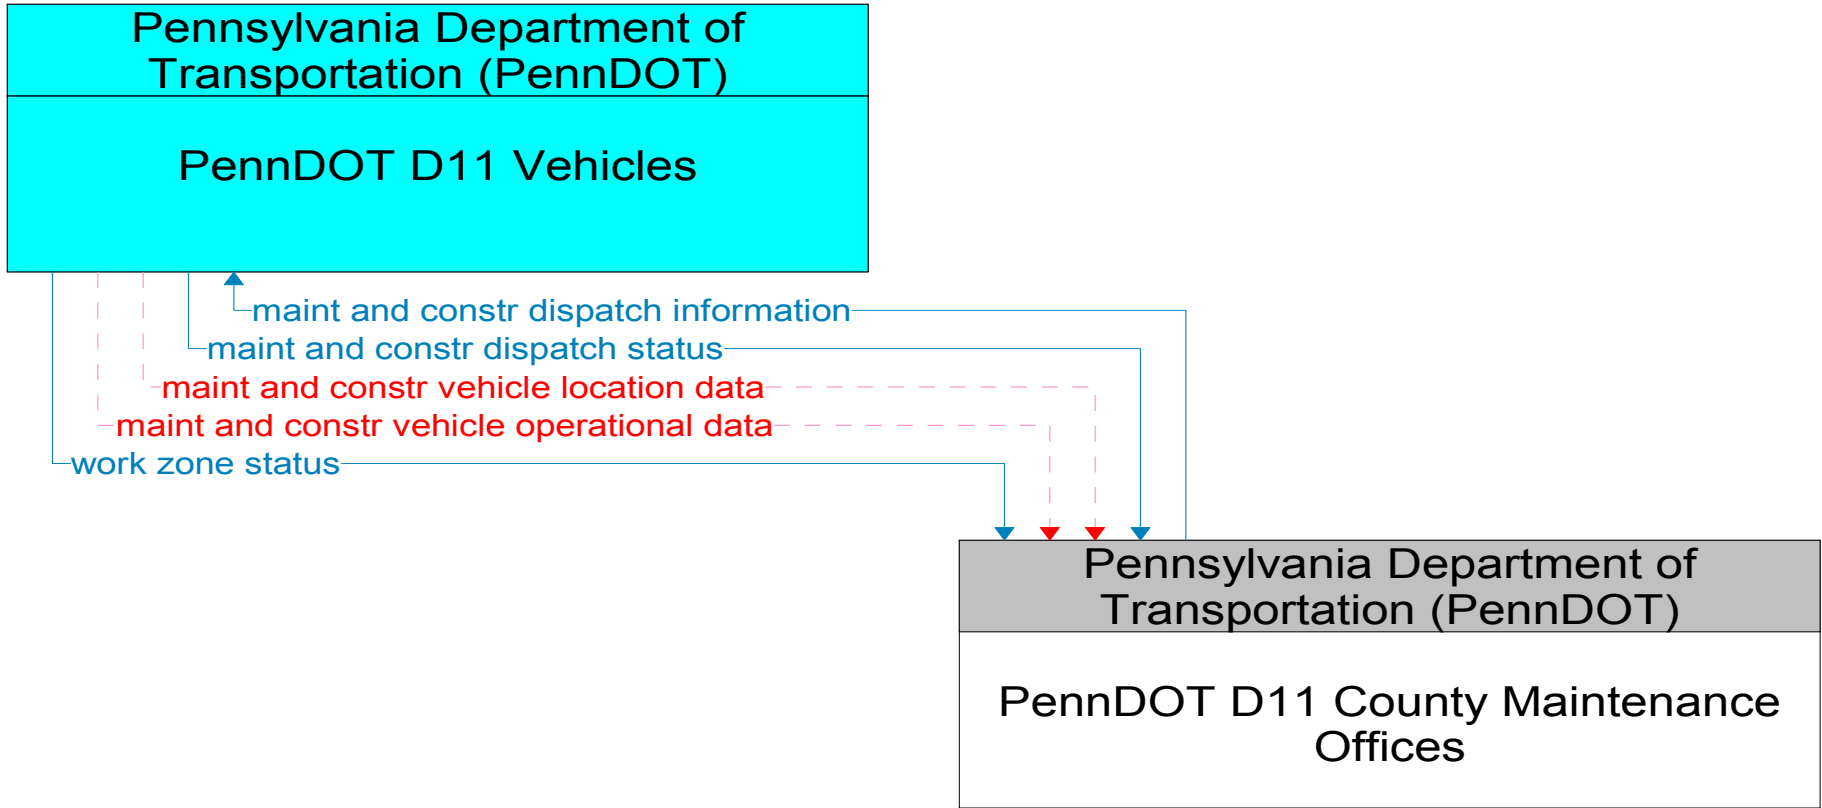 Pennsylvania Department of
Transportation (PennDOT)
PennDOT D11 Vehicles
maint and constr dispatch information
maint and constr dispatch status
maint and constr vehicle location data
maint and constr vehicle operational data
work zone status
Pennsylvania Department of
Transportation (PennDOT)
PennDOT D11 County Maintenance
Offices